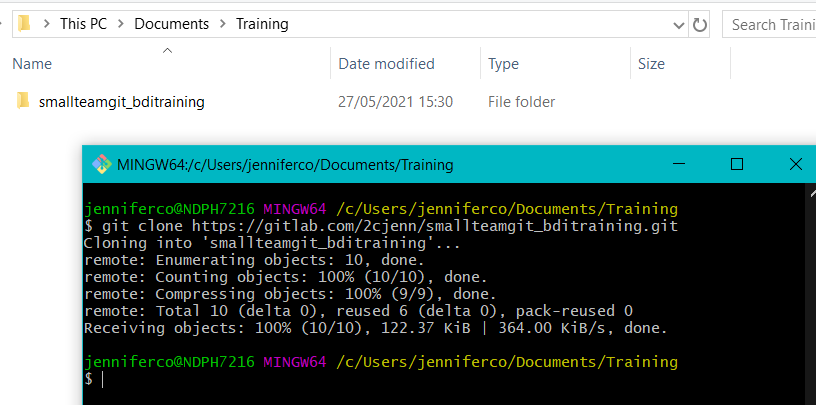 This PC > Documents > Training
Search Traini
Name Date modified Type Size
smallteamgit_bditraining 27/05/2021 15:30 File folder
MINGW64:/c/Users/jenniferco/Documents/Training
jenniferco@NDPH7216 MINGW64 /c/Users/jenniferco/Documents/Training
$ git clone https://gitlab.com/2cjenn/smallteamgit_bditraining.git
Cloning into 'smallteamgit_bditraining'...
remote: Enumerating objects: 10, done.
remote: Counting objects: 100% (10/10), done.
remote: Compressing objects: 100% (9/9), done.
remote: Total 10 (delta 0), reused 6 (delta 0), pack-reused 0
Receiving objects: 100% (10/10), 122.37 KiB | 364.00 KiB/s, done.
jenniferco@NDPH7216 MINGW64 /c/Users/jenniferco/Documents/Training
$